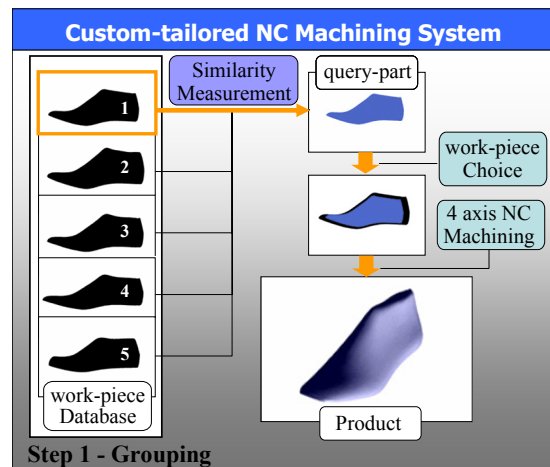 Custom-tailored NC Machining System
1
2
3
4
5
work-piece
Database
Similarity
Measurement
query-part
work-piece
Choice
4 axis NC
Machining
Product
Step 1 - Grouping